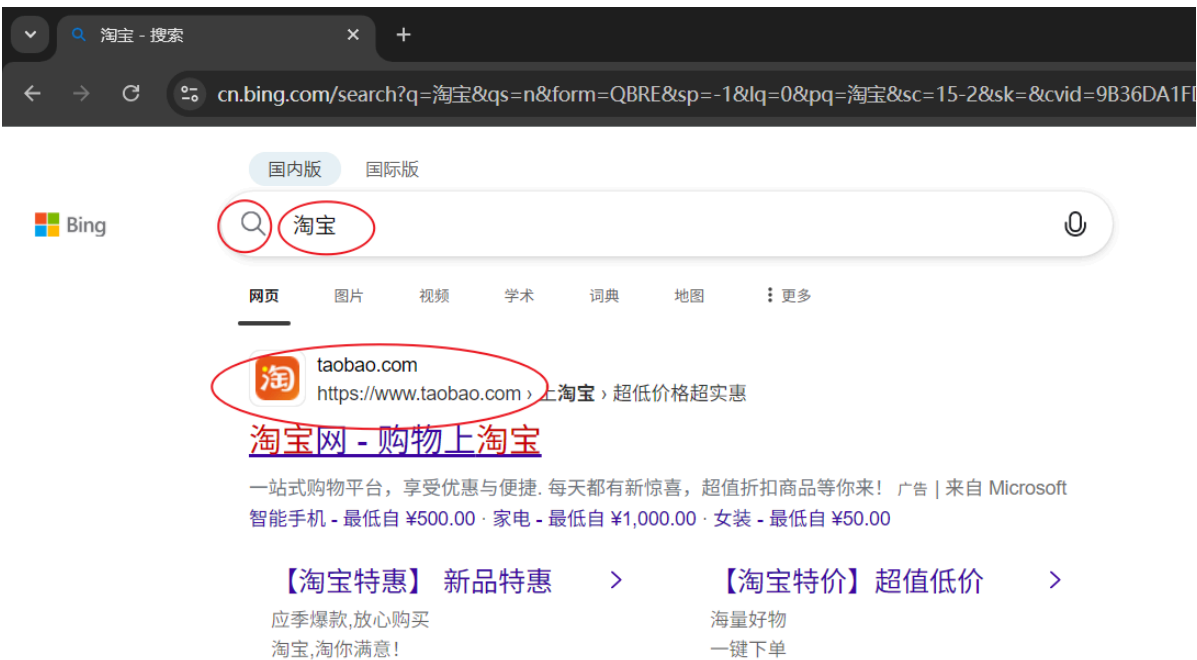 淘宝 - 搜索
cn.bing.com/search?q=淘宝&qs=n&form=QBRE&sp=-1&lq=0&pq=淘宝&sc=15-2&sk=&cvid=9B36DA1F
国内版 国际版
Bing
淘宝
网页 图片 视频 学术 词典 地图 更多
淘
taobao.com
https://www.taobao.com › 上淘宝 › 超低价格超实惠
淘宝网 - 购物上淘宝
一站式购物平台，享受优惠与便捷. 每天都有新惊喜，超值折扣商品等你来！ 广告 | 来自 Microsoft
智能手机 - 最低自 ¥500.00 · 家电 - 最低自 ¥1,000.00 · 女装 - 最低自 ¥50.00
【淘宝特惠】 新品特惠 >
【淘宝特价】超值低价 >
应季爆款,放心购买
海量好物
淘宝,淘你满意！
一键下单